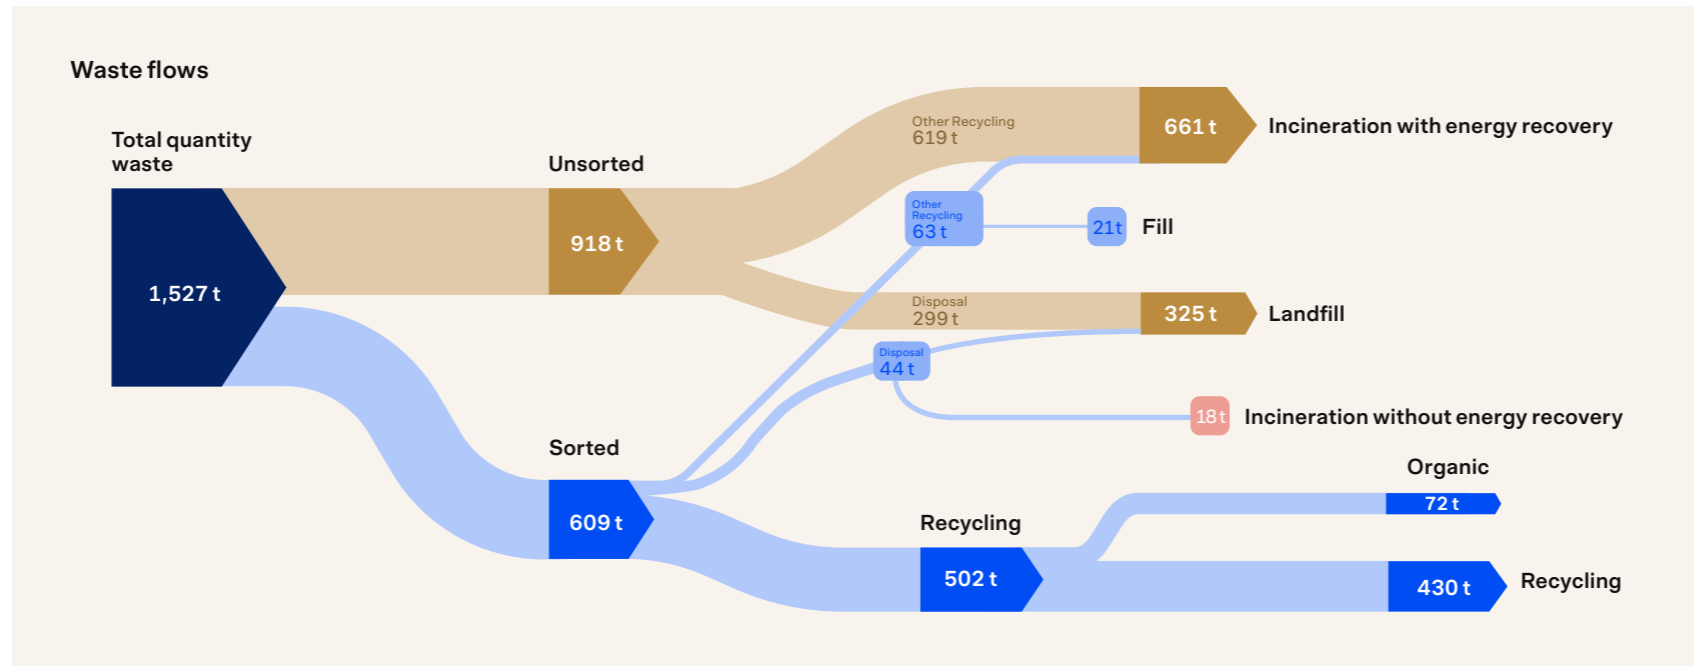 Waste flows
Total quantity
waste
1,527 t
Unsorted
918 t
Other Recycling
619 t
661 t
Incineration with energy recovery
Other
Recycling
63 t
21t
Fill
Disposal
299 t
325 t
Landfill
Disposal
44 t
18t
Incineration without energy recovery
Sorted
609 t
Recycling
502 t
Organic
72 t
430 t
Recycling